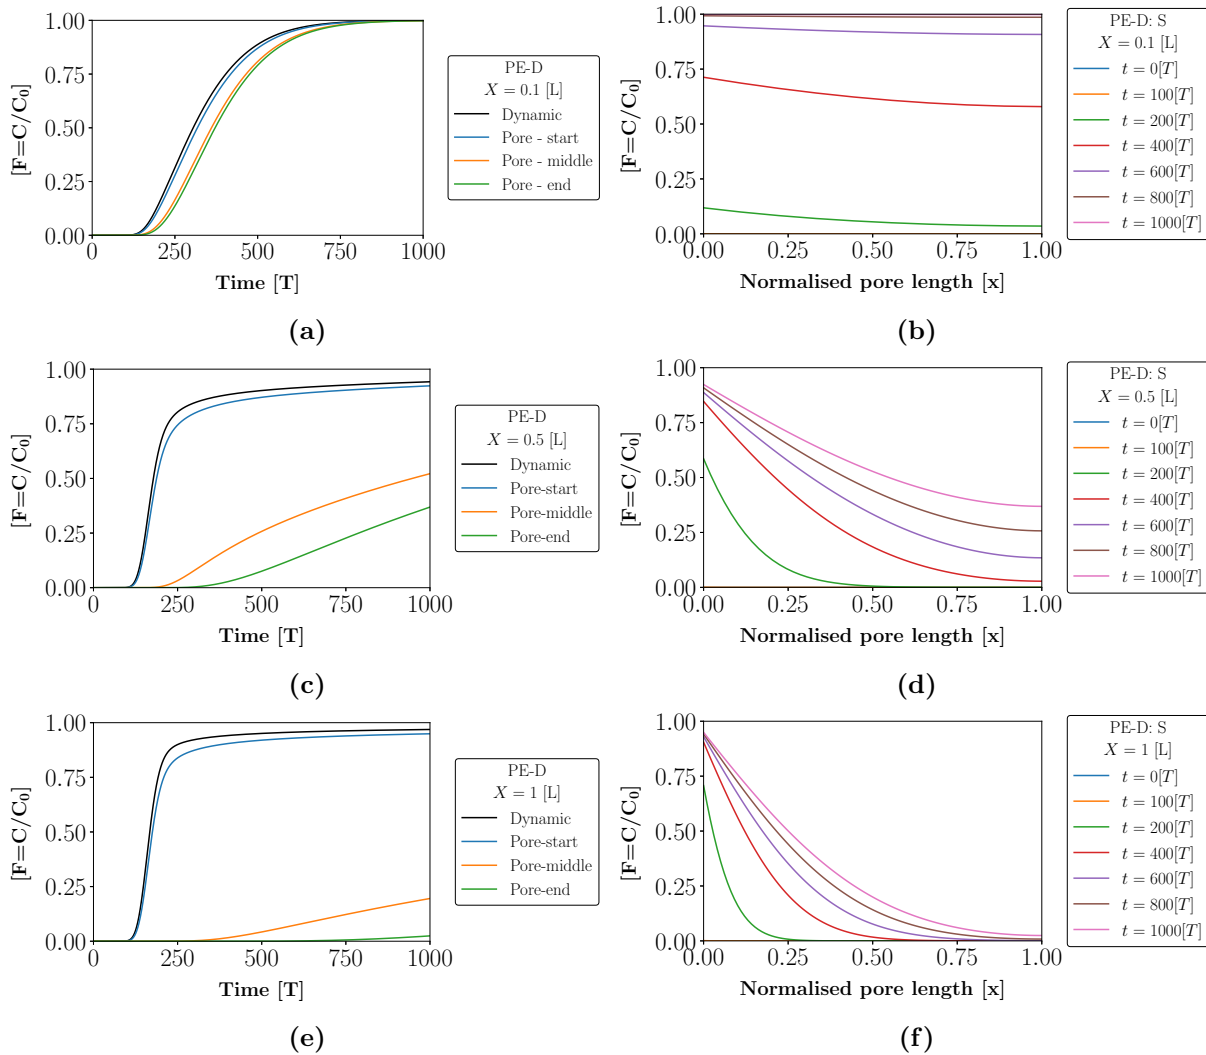 1.00
0.75
0.50
0.25
0.00
[F=C/C₀]
0 250 500 750 1000
Time [T]
PE-D
X = 0.1 [L]
Dynamic
Pore - start
Pore - middle
Pore - end
(a)
1.00
0.75
0.50
0.25
0.00
[F=C/C₀]
0.00 0.25 0.50 0.75 1.00
Normalised pore length [x]
PE-D: S
X = 0.1 [L]
t = 0[T]
t = 100[T]
t = 200[T]
t = 400[T]
t = 600[T]
t = 800[T]
t = 1000[T]
(b)
1.00
0.75
0.50
0.25
0.00
[F=C/C₀]
0 250 500 750 1000
Time [T]
PE-D
X = 0.5 [L]
Dynamic
Pore-start
Pore-middle
Pore-end
(c)
1.00
0.75
0.50
0.25
0.00
[F=C/C₀]
0.00 0.25 0.50 0.75 1.00
Normalised pore length [x]
PE-D: S
X = 0.5 [L]
t = 0[T]
t = 100[T]
t = 200[T]
t = 400[T]
t = 600[T]
t = 800[T]
t = 1000[T]
(d)
1.00
0.75
0.50
0.25
0.00
[F=C/C₀]
0 250 500 750 1000
Time [T]
PE-D
X = 1 [L]
Dynamic
Pore-start
Pore-middle
Pore-end
(e)
1.00
0.75
0.50
0.25
0.00
[F=C/C₀]
0.00 0.25 0.50 0.75 1.00
Normalised pore length [x]
PE-D: S
X = 1 [L]
t = 0[T]
t = 100[T]
t = 200[T]
t = 400[T]
t = 600[T]
t = 800[T]
t = 1000[T]
(f)